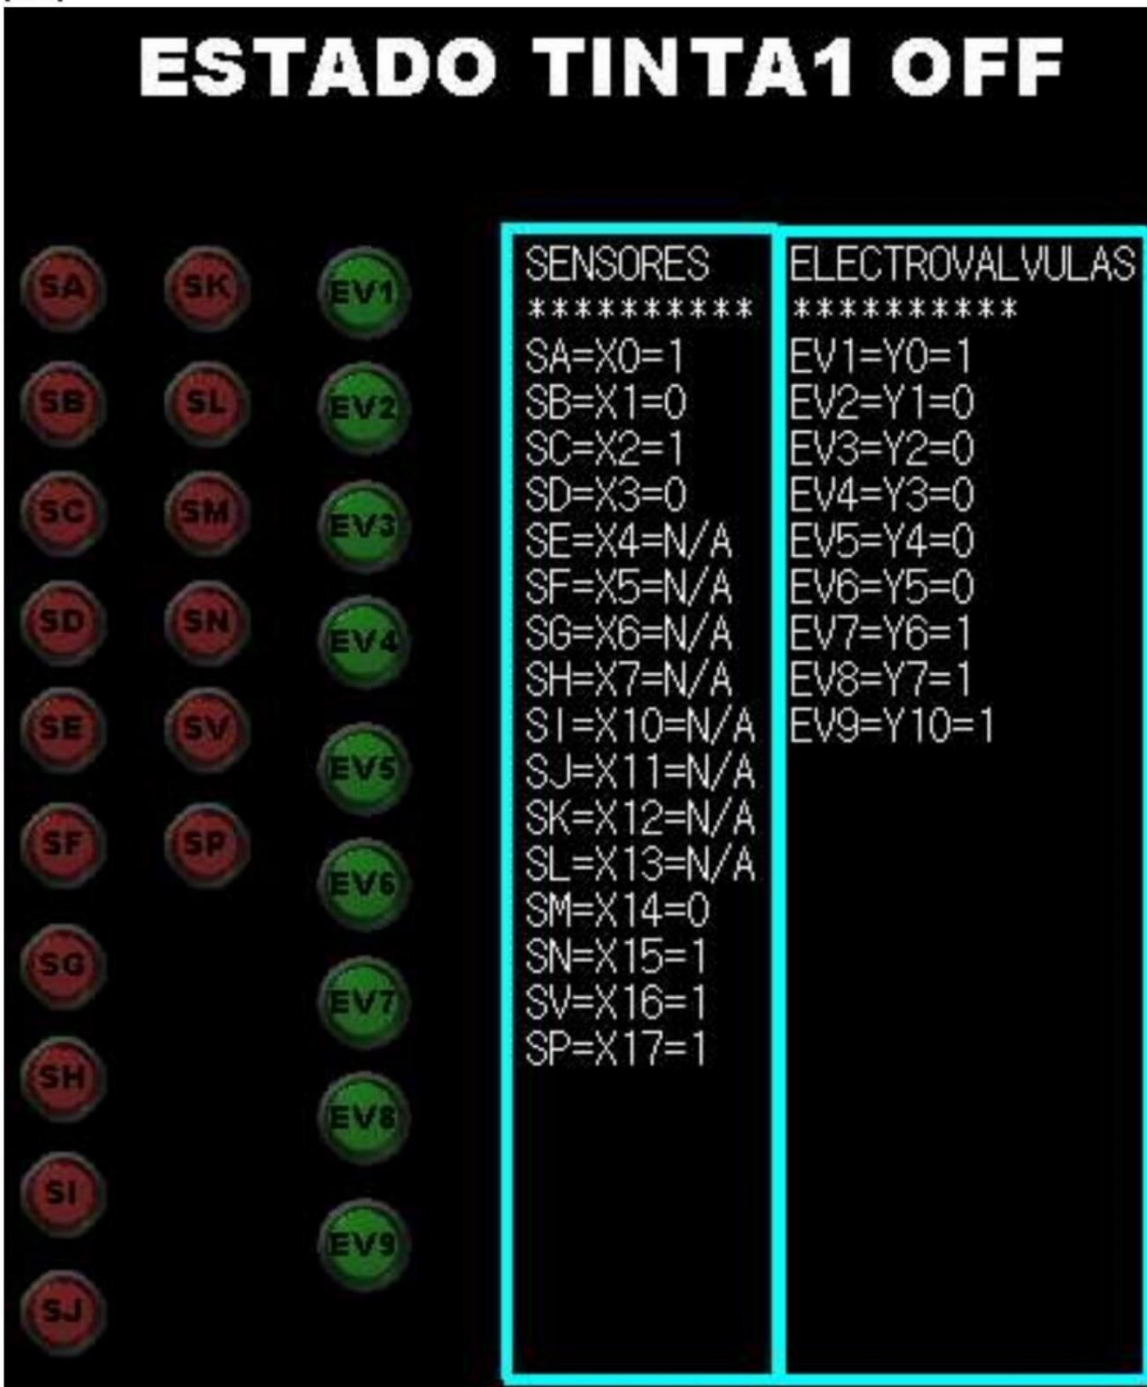 ESTADO TINTA1 OFF
SA
SK
EV1
SB
SL
EV2
SC
SM
EV3
SD
SN
EV4
SE
SV
EV5
SF
SP
EV6
SG
EV7
SH
EV8
SI
EV9
SJ
SENSORES
**********
SA=X0=1
SB=X1=0
SC=X2=1
SD=X3=0
SE=X4=N/A
SF=X5=N/A
SG=X6=N/A
SH=X7=N/A
SI=X10=N/A
SJ=X11=N/A
SK=X12=N/A
SL=X13=N/A
SM=X14=0
SN=X15=1
SV=X16=1
SP=X17=1
ELECTROVALVULAS
**********
EV1=Y0=1
EV2=Y1=0
EV3=Y2=0
EV4=Y3=0
EV5=Y4=0
EV6=Y5=0
EV7=Y6=1
EV8=Y7=1
EV9=Y10=1